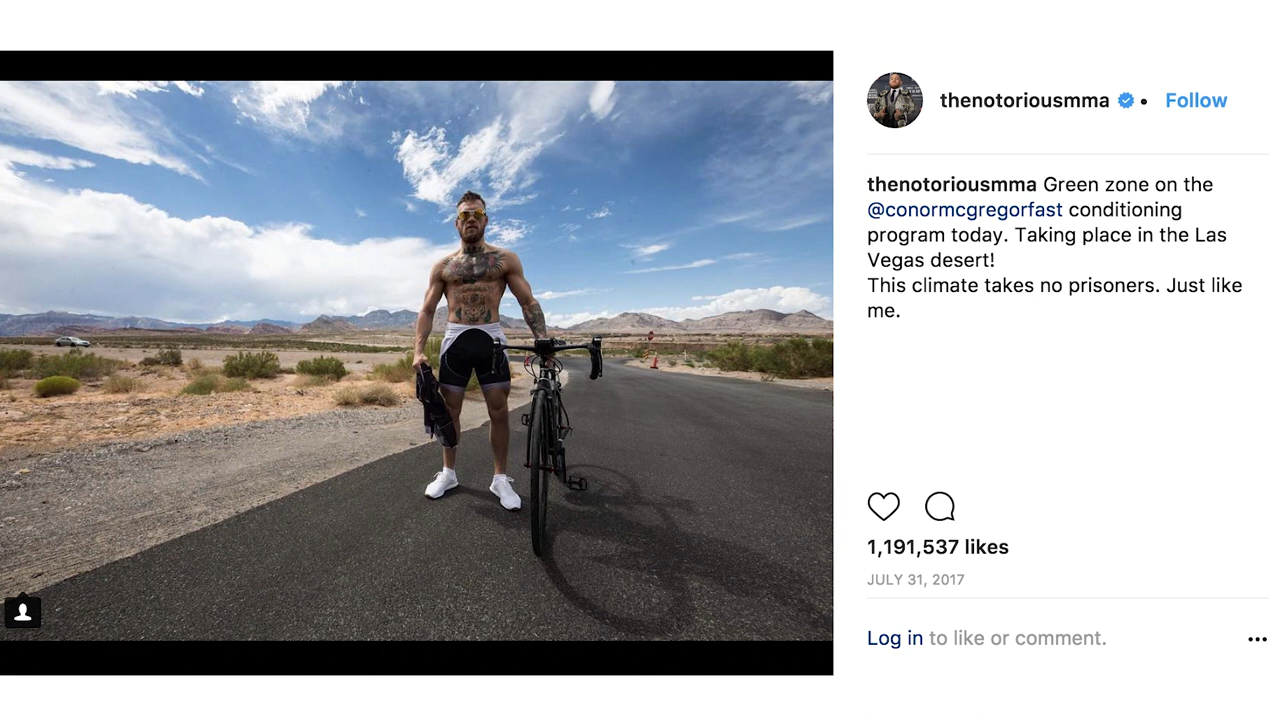 thenotoriousmma • Follow
thenotoriousmma Green zone on the
@conormcgregorfast conditioning
program today. Taking place in the Las
Vegas desert!
This climate takes no prisoners. Just like
me.
1,191,537 likes
JULY 31, 2017
Log in to like or comment.